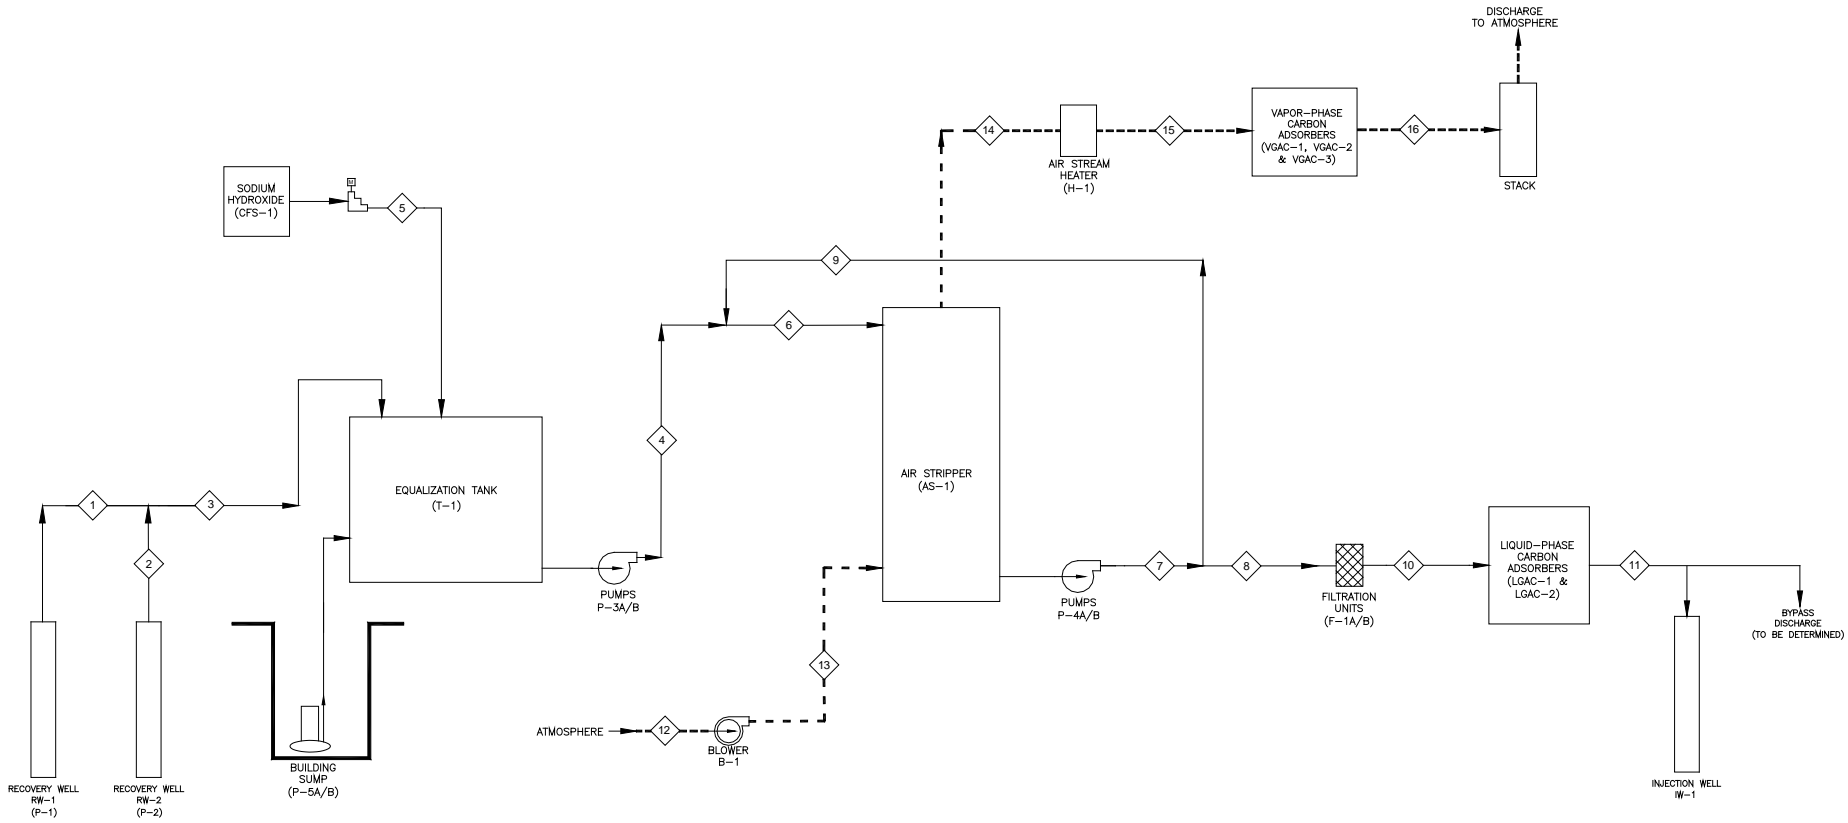 DISCHARGE
TO ATMOSPHERE
14
15
16
VAPOR-PHASE
CARBON
ADSORBERS
(VGAC-1, VGAC-2
& VGAC-3)
AIR STREAM
HEATER
(H-1)
STACK
M
SODIUM
HYDROXIDE
(CFS-1)
5
9
6
4
EQUALIZATION TANK
(T-1)
AIR STRIPPER
(AS-1)
1
3
2
PUMPS
P-3A/B
7
8
10
11
PUMPS
P-4A/B
FILTRATION
UNITS
(F-1A/B)
LIQUID-PHASE
CARBON
ADSORBERS
(LGAC-1 &
LGAC-2)
BYPASS
DISCHARGE
(TO BE DETERMINED)
13
ATMOSPHERE
12
BLOWER
B-1
RECOVERY WELL
RW-1
(P-1)
RECOVERY WELL
RW-2
(P-2)
BUILDING
SUMP
(P-5A/B)
INJECTION WELL
IW-1